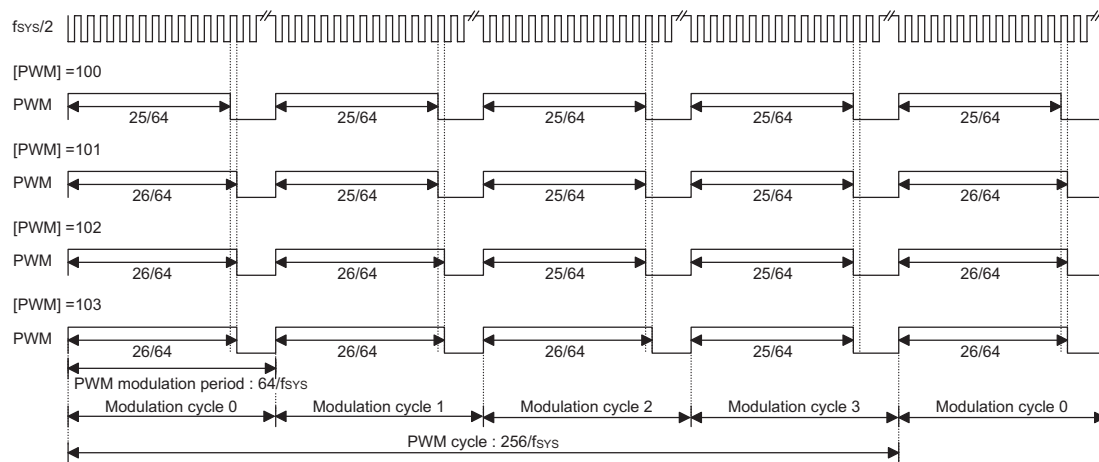 fSYS/2
[PWM] =100
PWM
25/64 25/64 25/64 25/64 25/64
[PWM] =101
PWM
26/64 25/64 25/64 25/64 26/64
[PWM] =102
PWM
26/64 26/64 25/64 25/64 26/64
[PWM] =103
PWM
26/64 26/64 26/64 25/64 26/64
PWM modulation period : 64/fSYS
Modulation cycle 0 Modulation cycle 1 Modulation cycle 2 Modulation cycle 3 Modulation cycle 0
PWM cycle : 256/fSYS